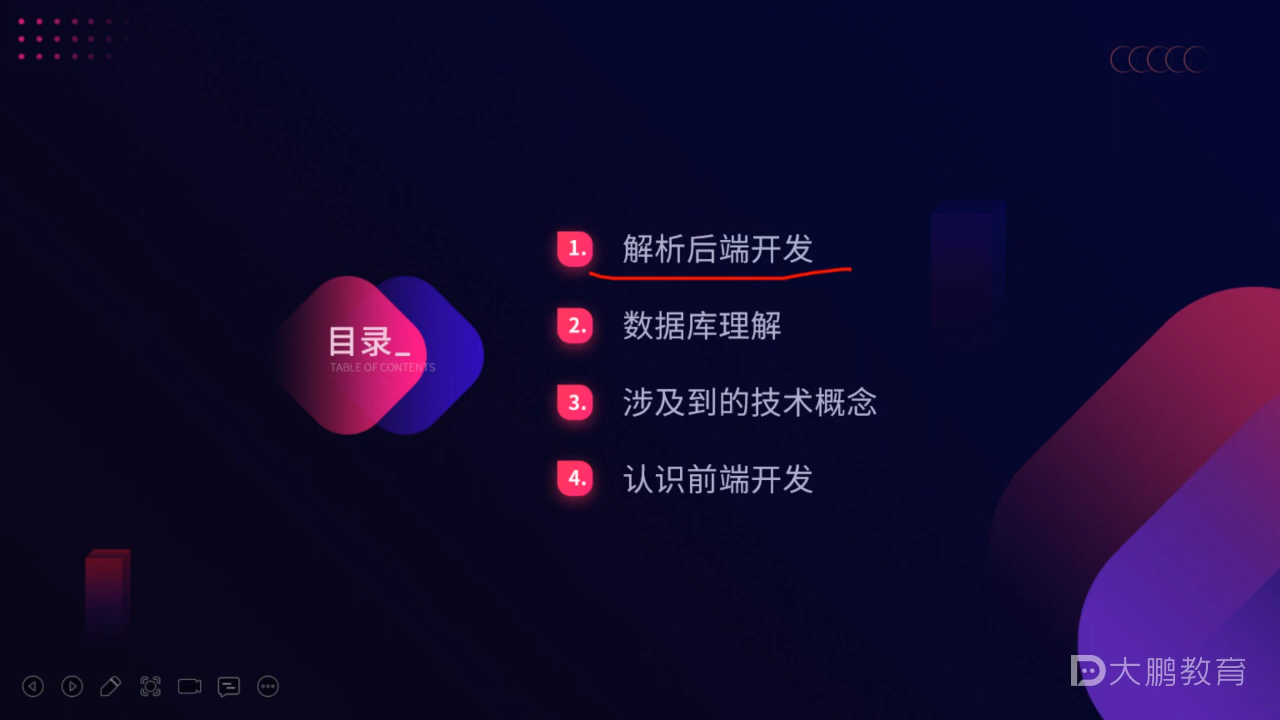 目录_
TABLE OF CONTENTS
1. 解析后端开发
2. 数据库理解
3. 涉及到的技术概念
4. 认识前端开发
大鹏教育